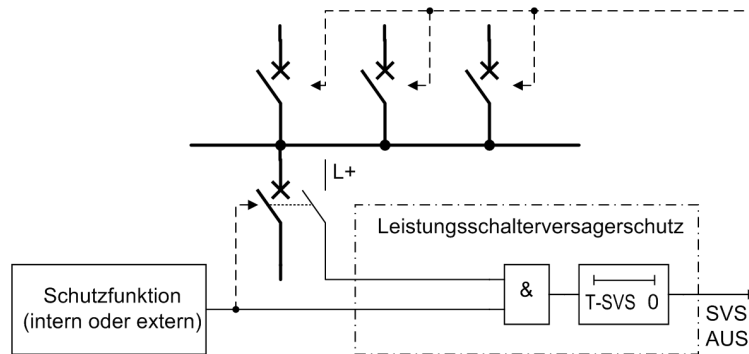 L+
Leistungsschalterversagerschutz
Schutzfunktion
(intern oder extern)
&
T-SVS 0
SVS
AUS